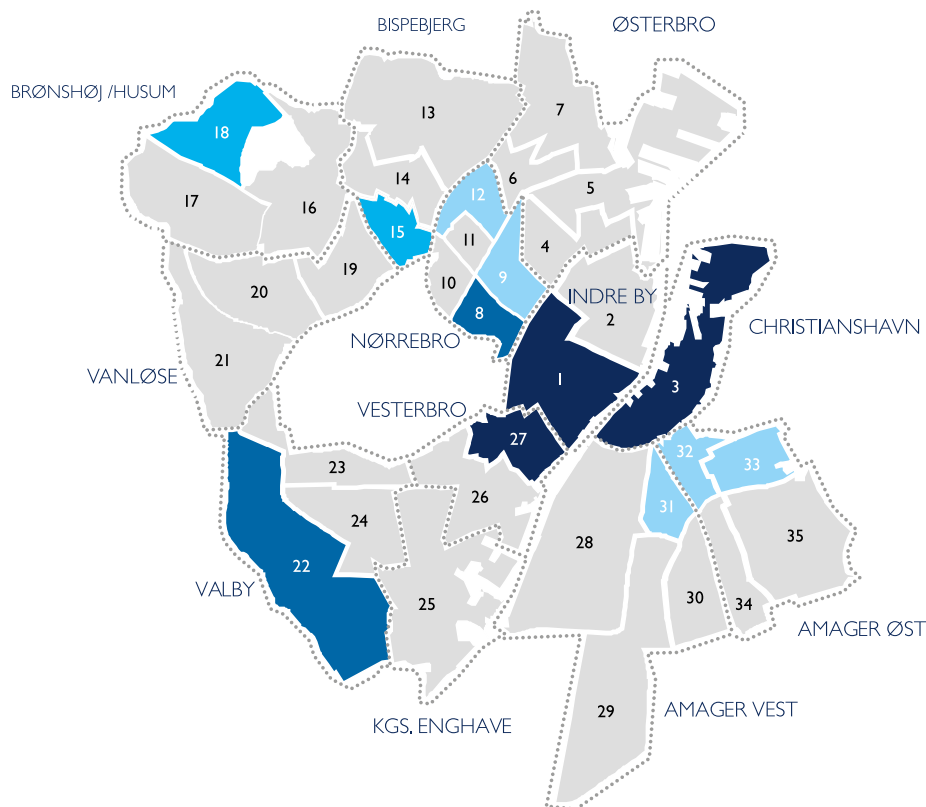 BISPEBJERG
ØSTERBRO
BRØNSHØJ /HUSUM
13
7
18
14
6
5
12
17
16
15
11
4
19
10
9
20
INDRE BY
8
2
CHRISTIANSHAVN
NØRREBRO
21
VANLØSE
1
3
VESTERBRO
27
32
23
33
26
31
24
28
35
22
VALBY
25
30
34
AMAGER ØST
29
AMAGER VEST
KGS. ENGHAVE